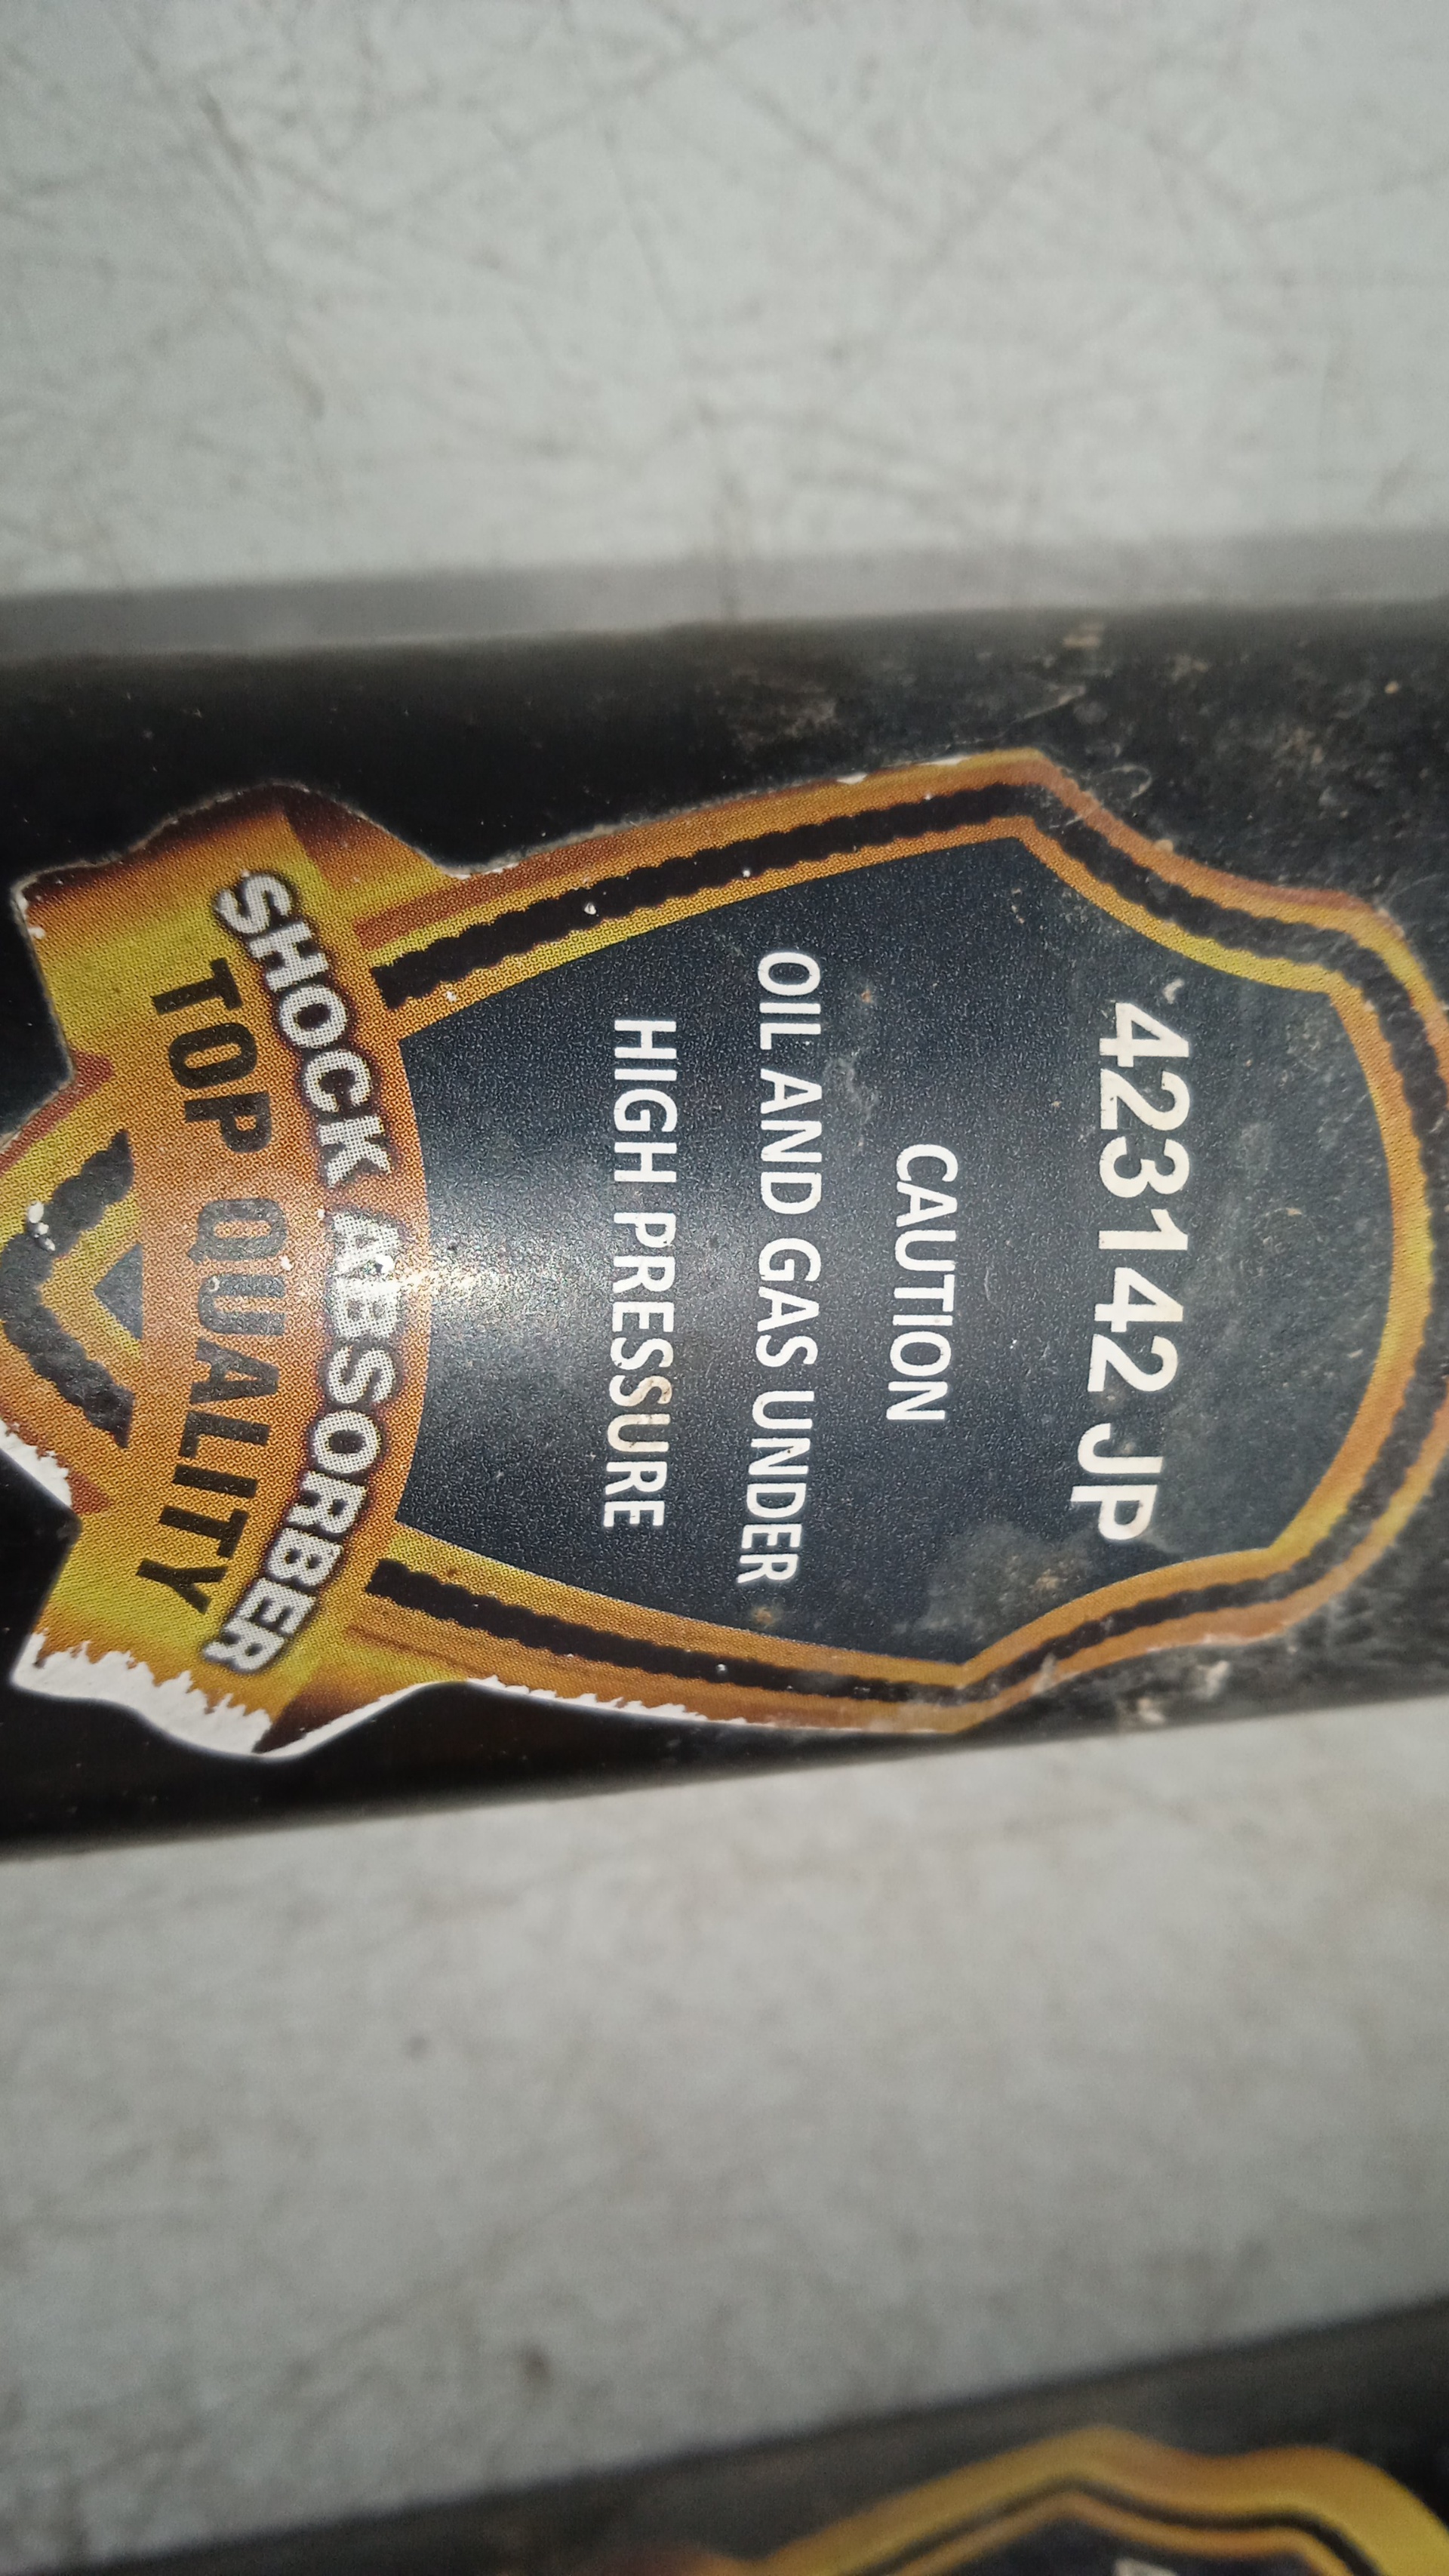 423142 JP
CAUTION
OIL AND GAS UNDER
HIGH PRESSURE
SHOCK ABSORBER
TOP QUALITY